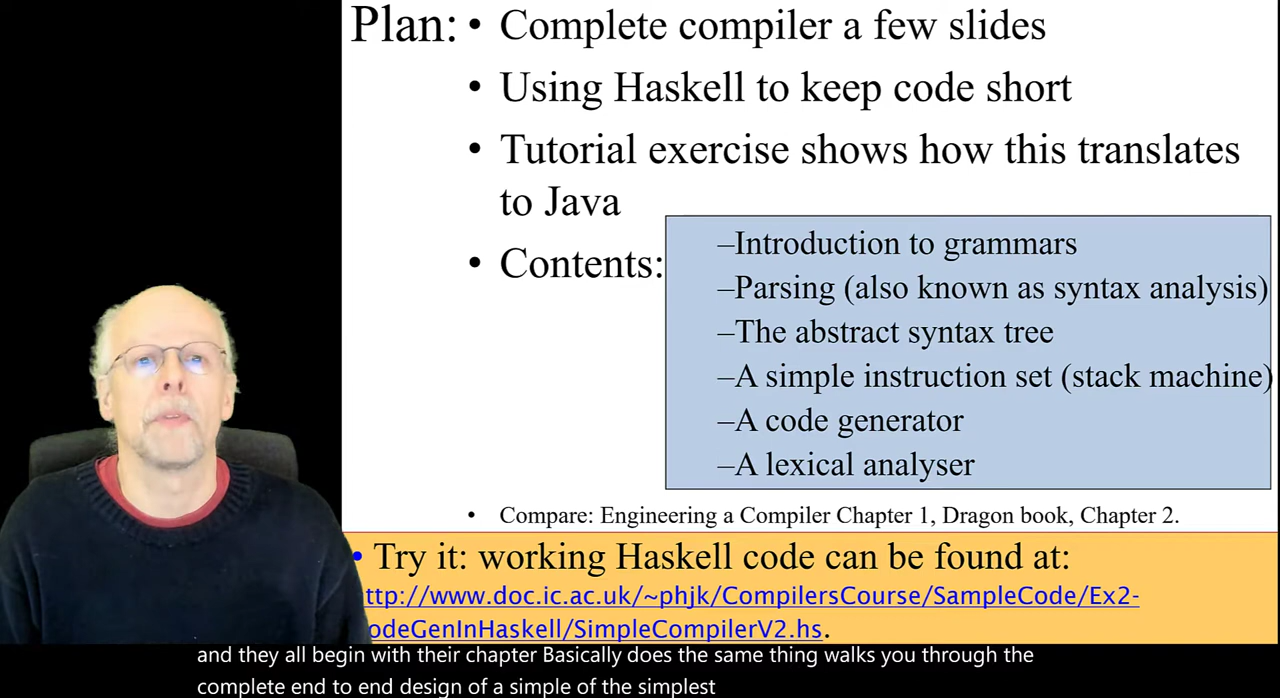 Plan: • Complete compiler a few slides
• Using Haskell to keep code short
• Tutorial exercise shows how this translates
to Java
• Contents:
–Introduction to grammars
–Parsing (also known as syntax analysis)
–The abstract syntax tree
–A simple instruction set (stack machine)
–A code generator
–A lexical analyser
• Compare: Engineering a Compiler Chapter 1, Dragon book, Chapter 2.
• Try it: working Haskell code can be found at:
ttp://www.doc.ic.ac.uk/~phjk/CompilersCourse/SampleCode/Ex2-
odeGenInHaskell/SimpleCompilerV2.hs.
and they all begin with their chapter Basically does the same thing walks you through the
complete end to end design of a simple of the simplest